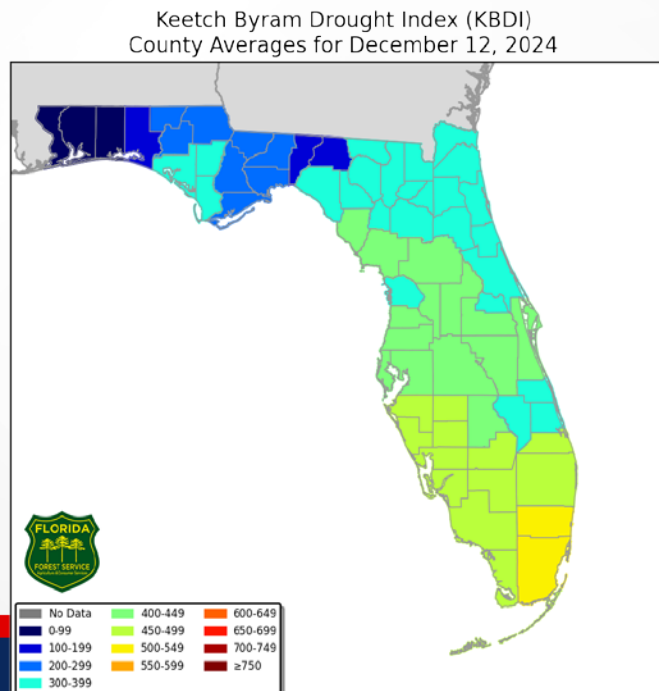 Keetch Byram Drought Index (KBDI)
County Averages for December 12, 2024
FLORIDA
FOREST SERVICE
No Data
0-99
100-199
200-299
300-399
400-449
450-499
500-549
550-599
600-649
650-699
700-749
≥750